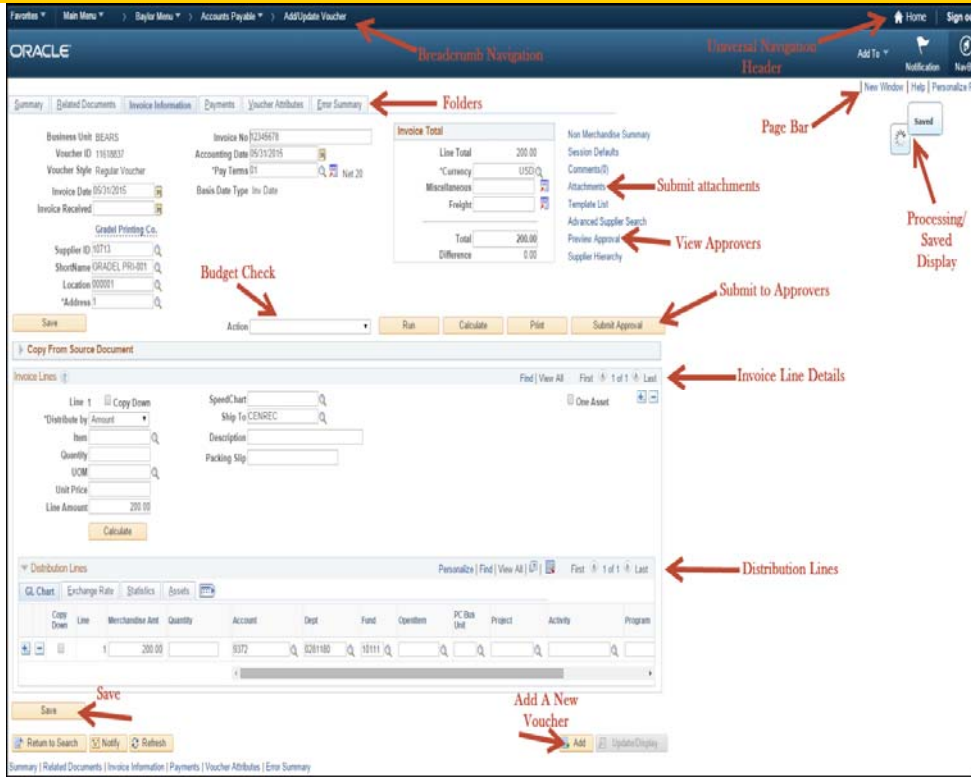 Favorites Main Menu > Baylor Menu > Accounts Payable > Add/Update Voucher Home Sign
ORACLE
Breadcrumb Navigation
Universal Navigation
Header
Add To
Notification
New Window | Help | Personalize
Summary Related Documents Invoice Information Payments Voucher Attributes Error Summary
Folders
Page Bar
Saved
Business Unit BEARS
Voucher ID 11618837
Voucher Style Regular Voucher
Invoice Date 05/31/2015
Invoice Received
Gradel Printing Co.
Supplier ID 10713
ShortName GRADEL PRI-001
Location 000001
*Address 1
Invoice No 12345678
Accounting Date 05/31/2015
*Pay Terms 01 Net 20
Basis Date Type Inv Date
Invoice Total
Line Total 200.00
*Currency USD
Miscellaneous
Freight
Total 200.00
Difference 0.00
Non Merchandise Summary
Session Defaults
Comments(0)
Attachments
Template List
Advanced Supplier Search
Preview Approval
Supplier Hierarchy
Submit attachments
View Approvers
Processing/
Saved
Display
Budget Check
Submit to Approvers
Save Action Run Calculate Print Submit Approval
Copy From Source Document
Invoice Lines Find | View All First 1 of 1 Last
Invoice Line Details
Line 1 Copy Down
*Distribute by Amount
Item
Quantity
UOM
Unit Price
Line Amount 200.00
Calculate
SpeedChart
Ship To CENREC
Description
Packing Slip
One Asset
Distribution Lines Personalize | Find | View All | First 1 of 1 Last
Distribution Lines
GL Chart Exchange Rate Statistics Assets
Copy Down Line Merchandise Amt Quantity Account Dept Fund OpenItem PC Bus Unit Project Activity Program
1 200.00 9372 0261180 10111
Save
Save
Add A New
Voucher
Return to Search Notify Refresh Add Update/Display
Summary | Related Documents | Invoice Information | Payments | Voucher Attributes | Error Summary